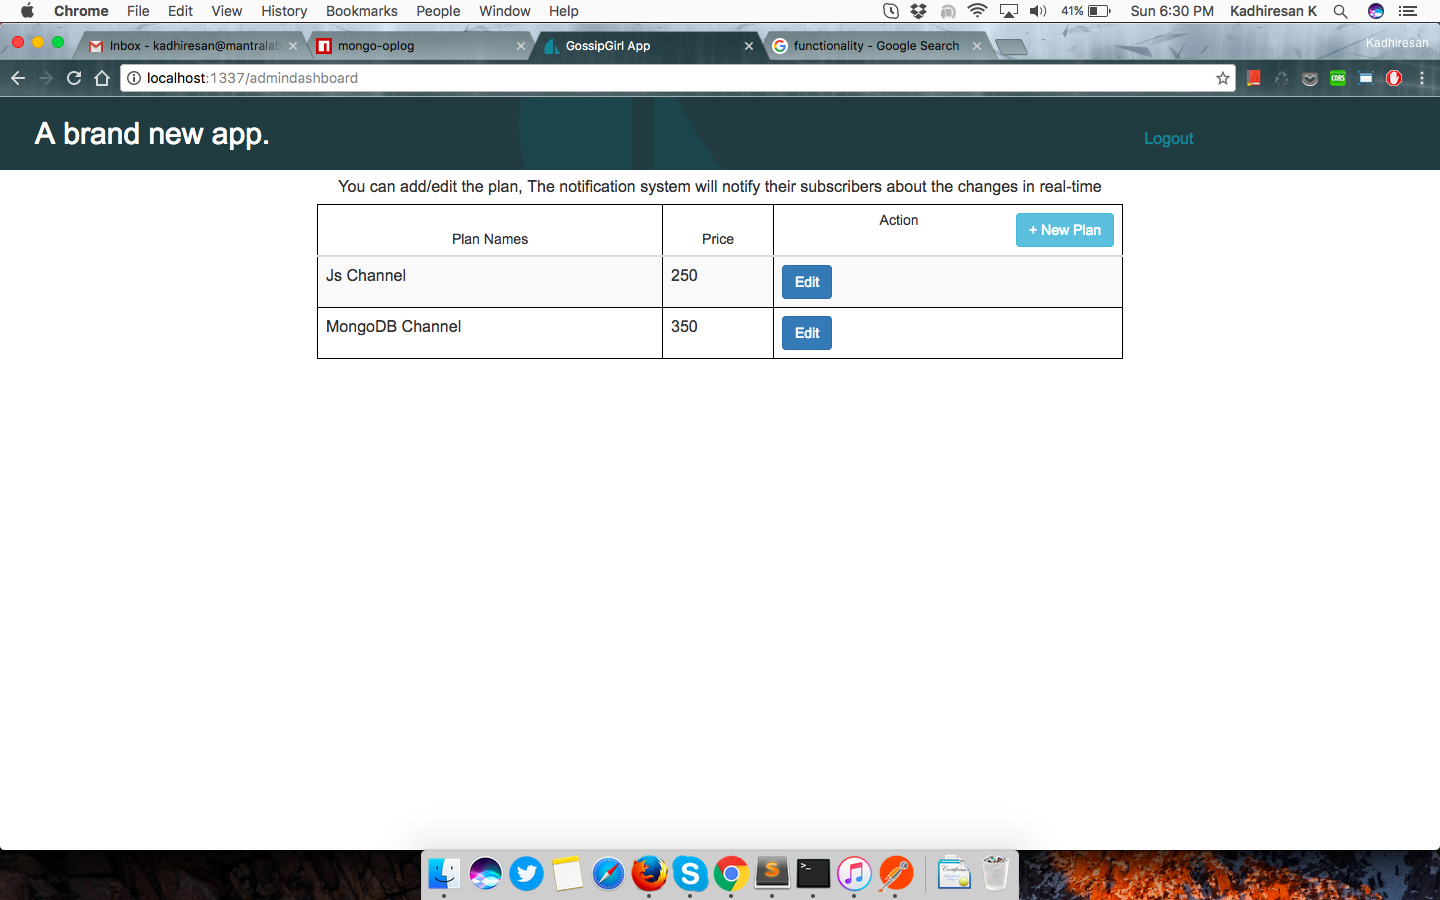 Chrome File Edit View History Bookmarks People Window Help 41% Sun 6:30 PM Kadhiresan K
Inbox - kadhiresan@mantralab mongo-oplog GossipGirl App functionality - Google Search Kadhiresan
localhost:1337/admindashboard CORS
A brand new app.
Logout
You can add/edit the plan, The notification system will notify their subscribers about the changes in real-time
Plan Names Price Action + New Plan
Js Channel 250 Edit
MongoDB Channel 350 Edit